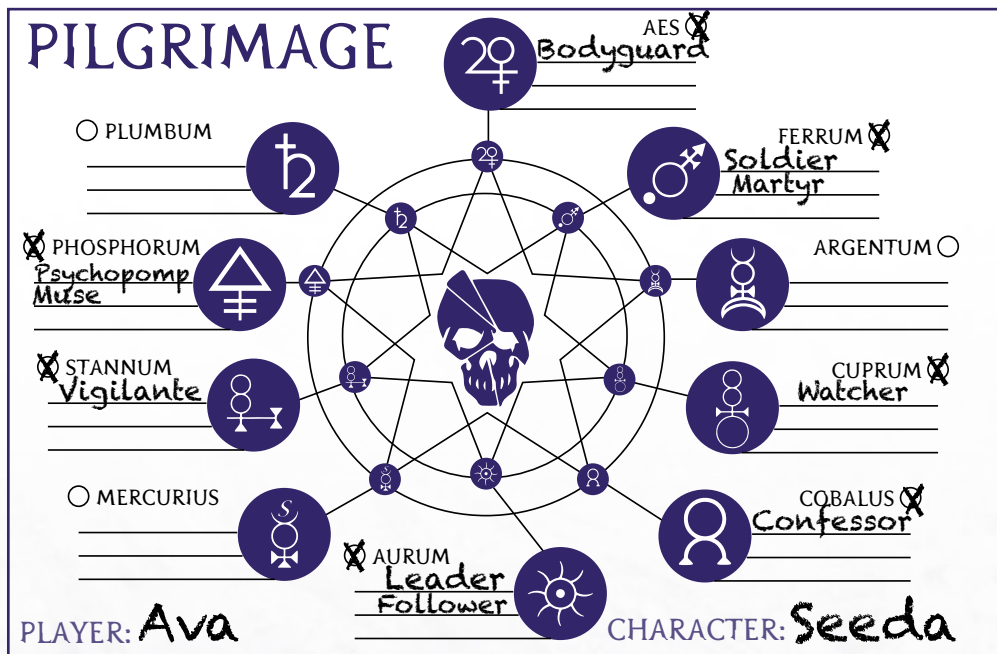 PILGRIMAGE
AES
Bodyguard
PLUMBUM
FERRUM
Soldier
Martyr
PHOSPHORUM
Psychopomp
Muse
ARGENTUM
STANNUM
Vigilante
CUPRUM
Watcher
MERCURIUS
COBALUS
Confessor
AURUM
Leader
Follower
PLAYER: Ava
CHARACTER: Seeda